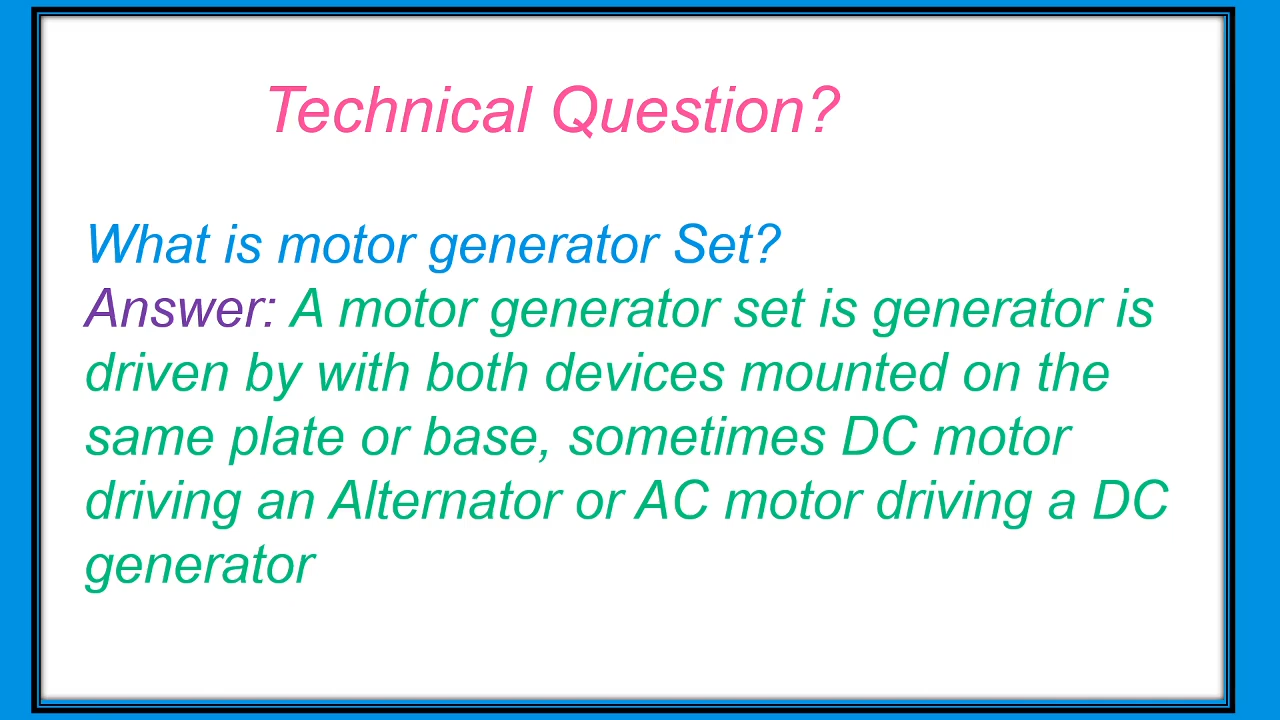 Technical Question?
What is motor generator Set?
Answer: A motor generator set is generator is
driven by with both devices mounted on the
same plate or base, sometimes DC motor
driving an Alternator or AC motor driving a DC
generator